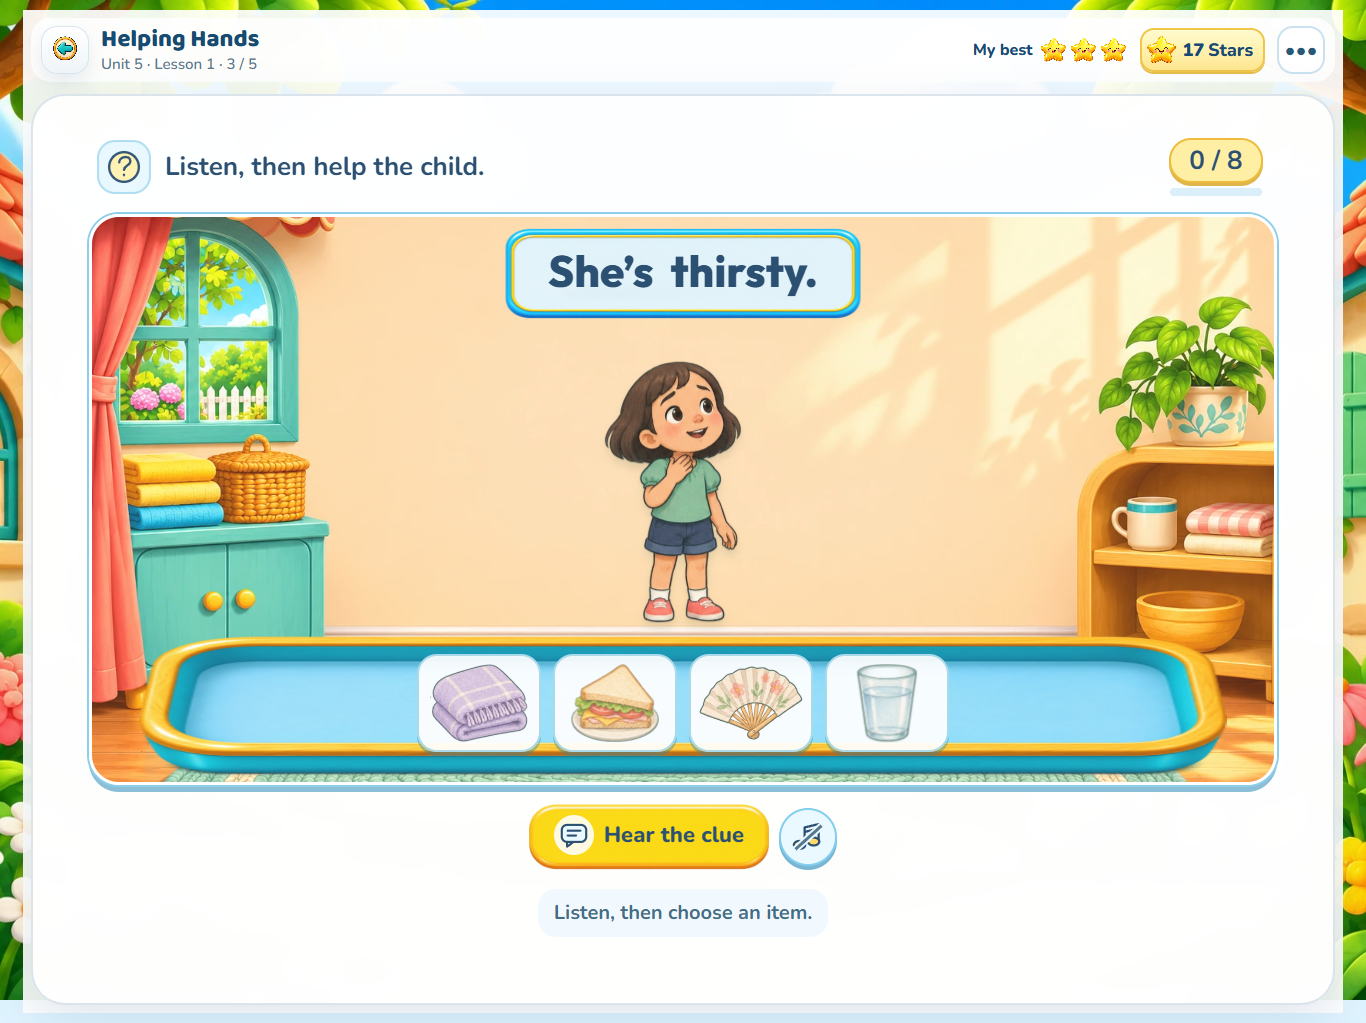 Helping Hands
Unit 5 · Lesson 1 · 3 / 5
My best
17 Stars
Listen, then help the child.
0 / 8
She's thirsty.
Hear the clue
Listen, then choose an item.